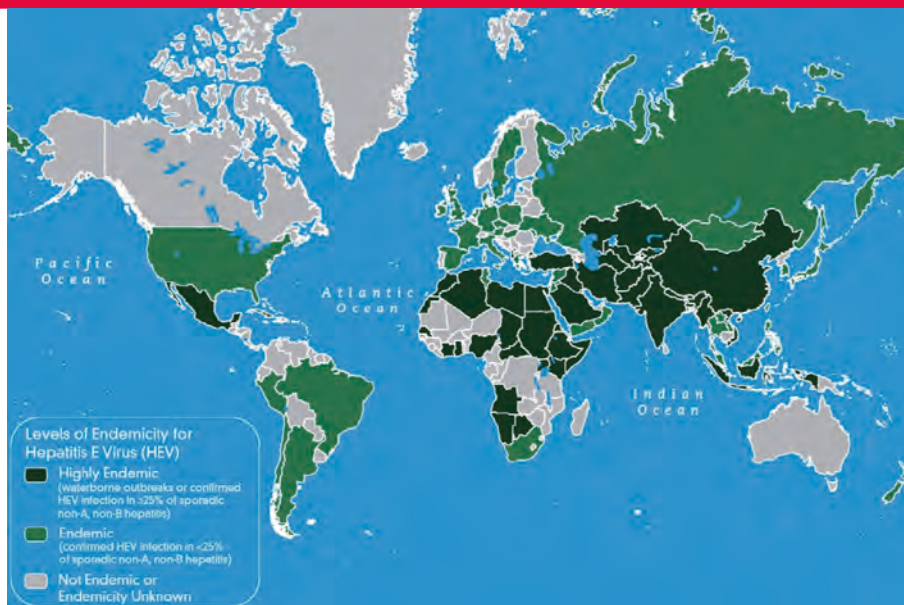 Pacific
Ocean
Atlantic
Ocean
Indian
Ocean
Levels of Endemicity for
Hepatitis E Virus (HEV)
Highly Endemic
(waterborne outbreaks or confirmed
HEV infection in ≥25% of sporadic
non-A, non-B hepatitis)
Endemic
(confirmed HEV infection in <25%
of sporadic non-A, non-B hepatitis)
Not Endemic or
Endemicity Unknown